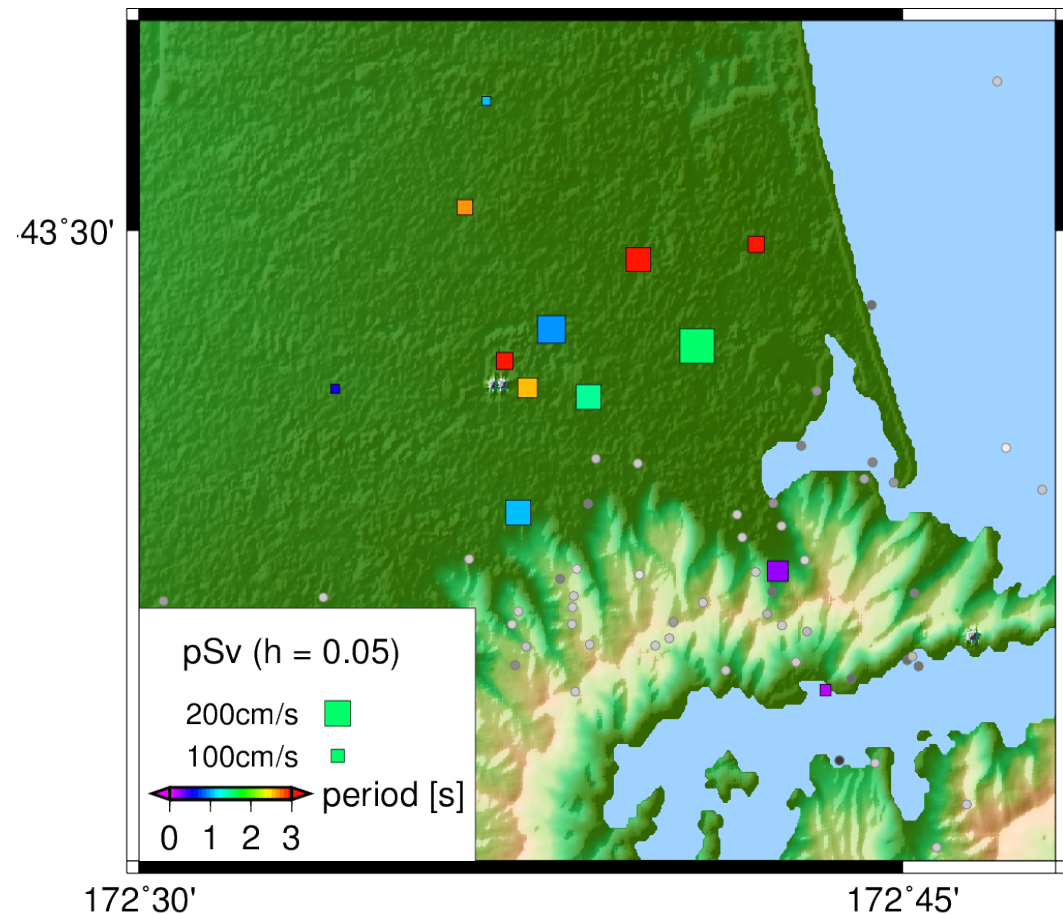 43˚30'
pSv (h = 0.05)
200cm/s
100cm/s
period [s]
0 1 2 3
172˚30' 172˚45'